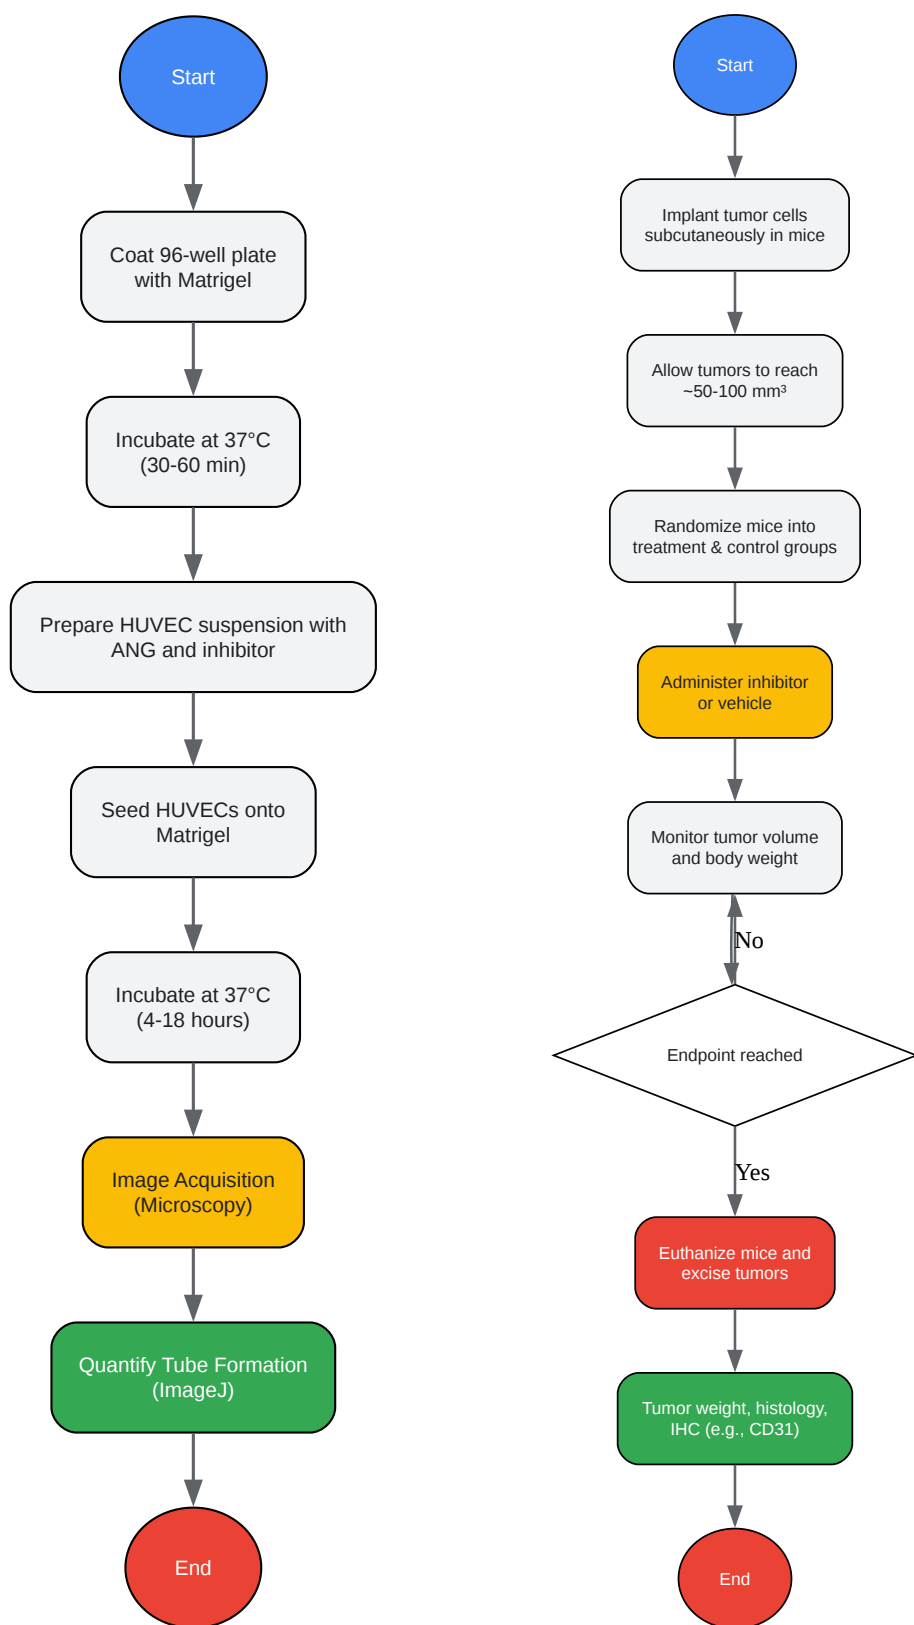 Start
Coat 96-well plate
with Matrigel
Incubate at 37°C
(30-60 min)
Prepare HUVEC suspension with
ANG and inhibitor
Seed HUVECs onto
Matrigel
Incubate at 37°C
(4-18 hours)
Image Acquisition
(Microscopy)
Quantify Tube Formation
(ImageJ)
End
Start
Implant tumor cells
subcutaneously in mice
Allow tumors to reach
~50-100 mm³
Randomize mice into
treatment & control groups
Administer inhibitor
or vehicle
Monitor tumor volume
and body weight
No
Endpoint reached
Yes
Euthanize mice and
excise tumors
Tumor weight, histology,
IHC (e.g., CD31)
End